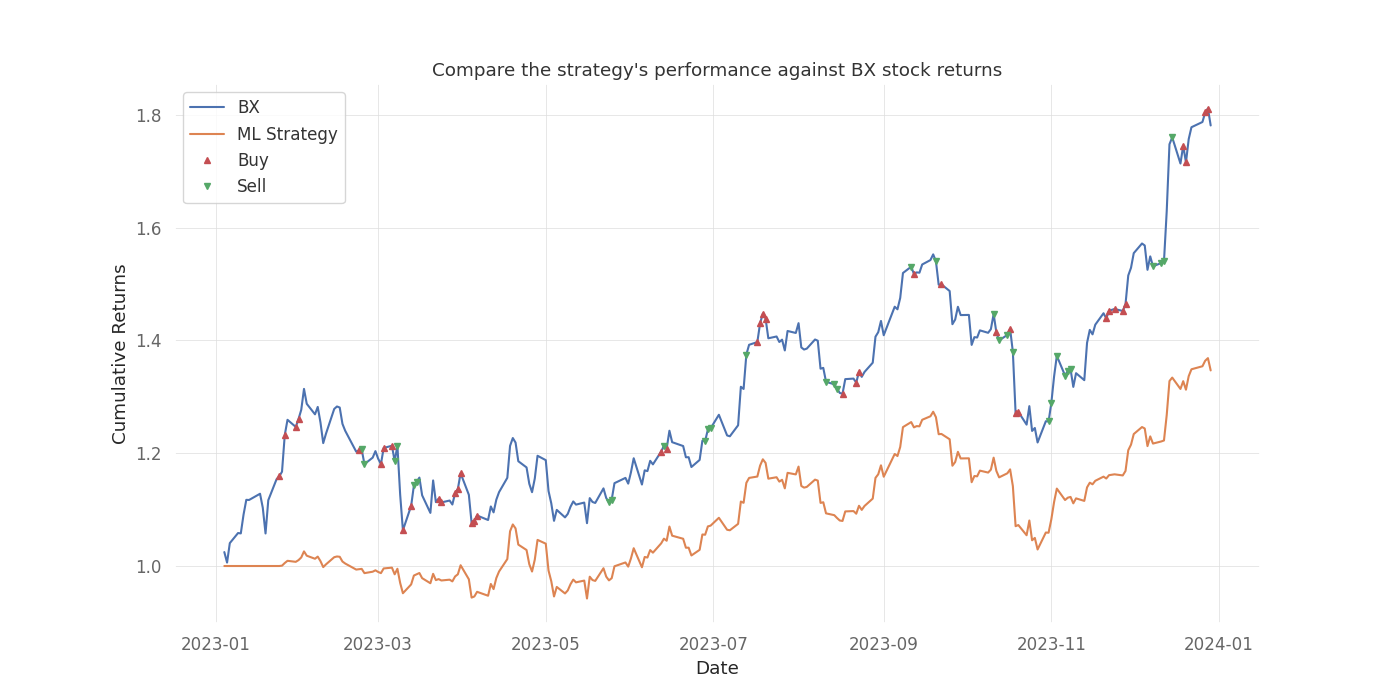 Compare the strategy's performance against BX stock returns
BX
ML Strategy
Buy
Sell
Cumulative Returns
1.8
1.6
1.4
1.2
1.0
2023-01 2023-03 2023-05 2023-07 2023-09 2023-11 2024-01
Date